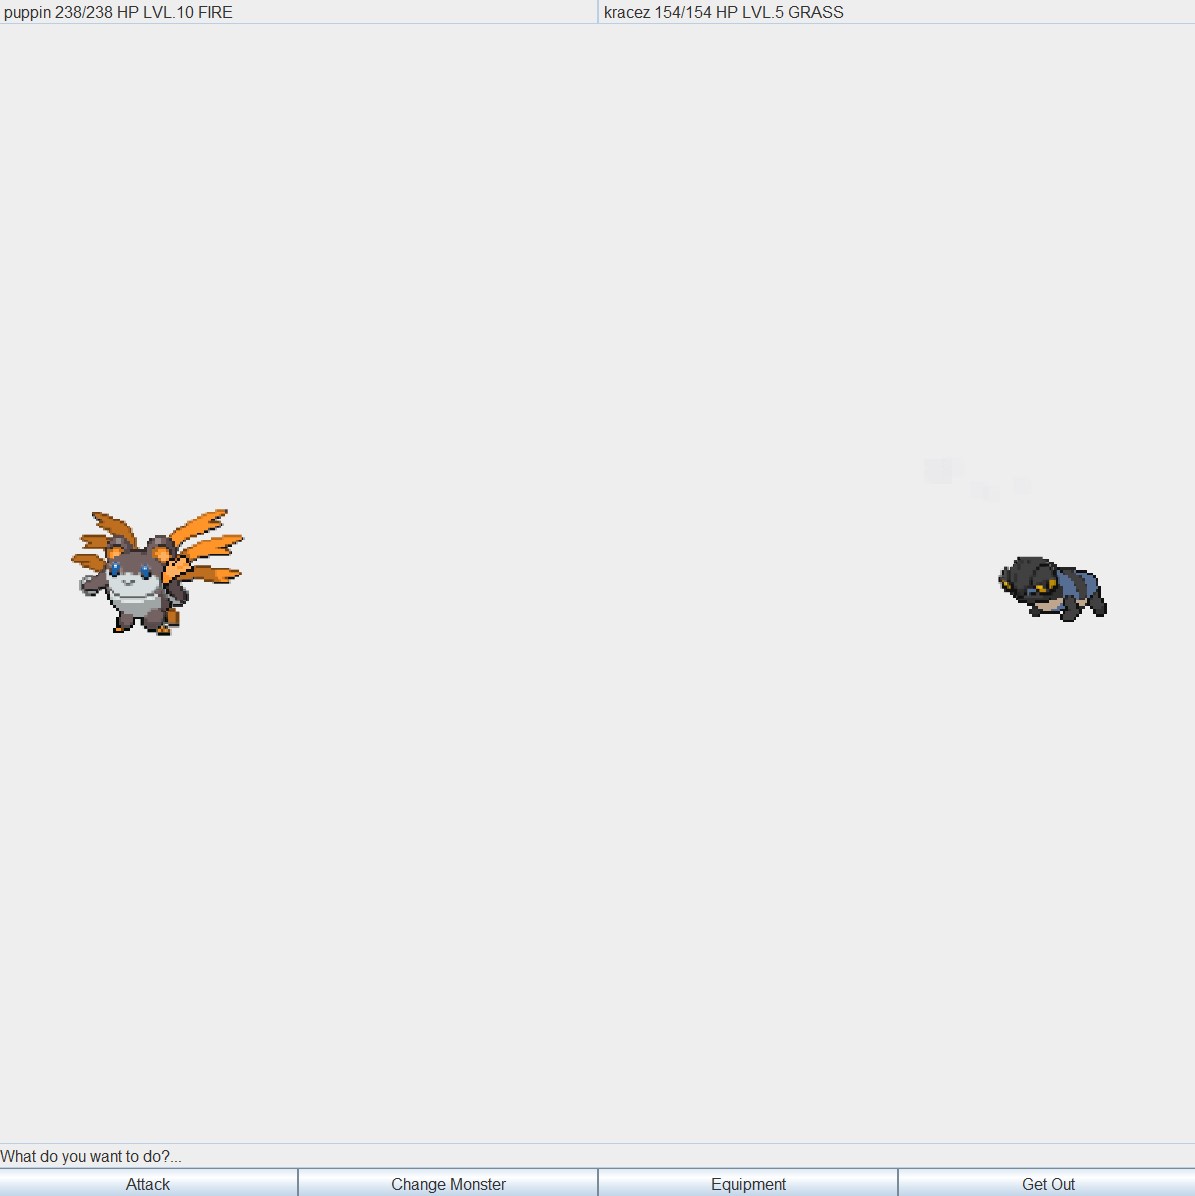 puppin 238/238 HP LVL.10 FIRE
kracez 154/154 HP LVL.5 GRASS
What do you want to do?...
Attack
Change Monster
Equipment
Get Out